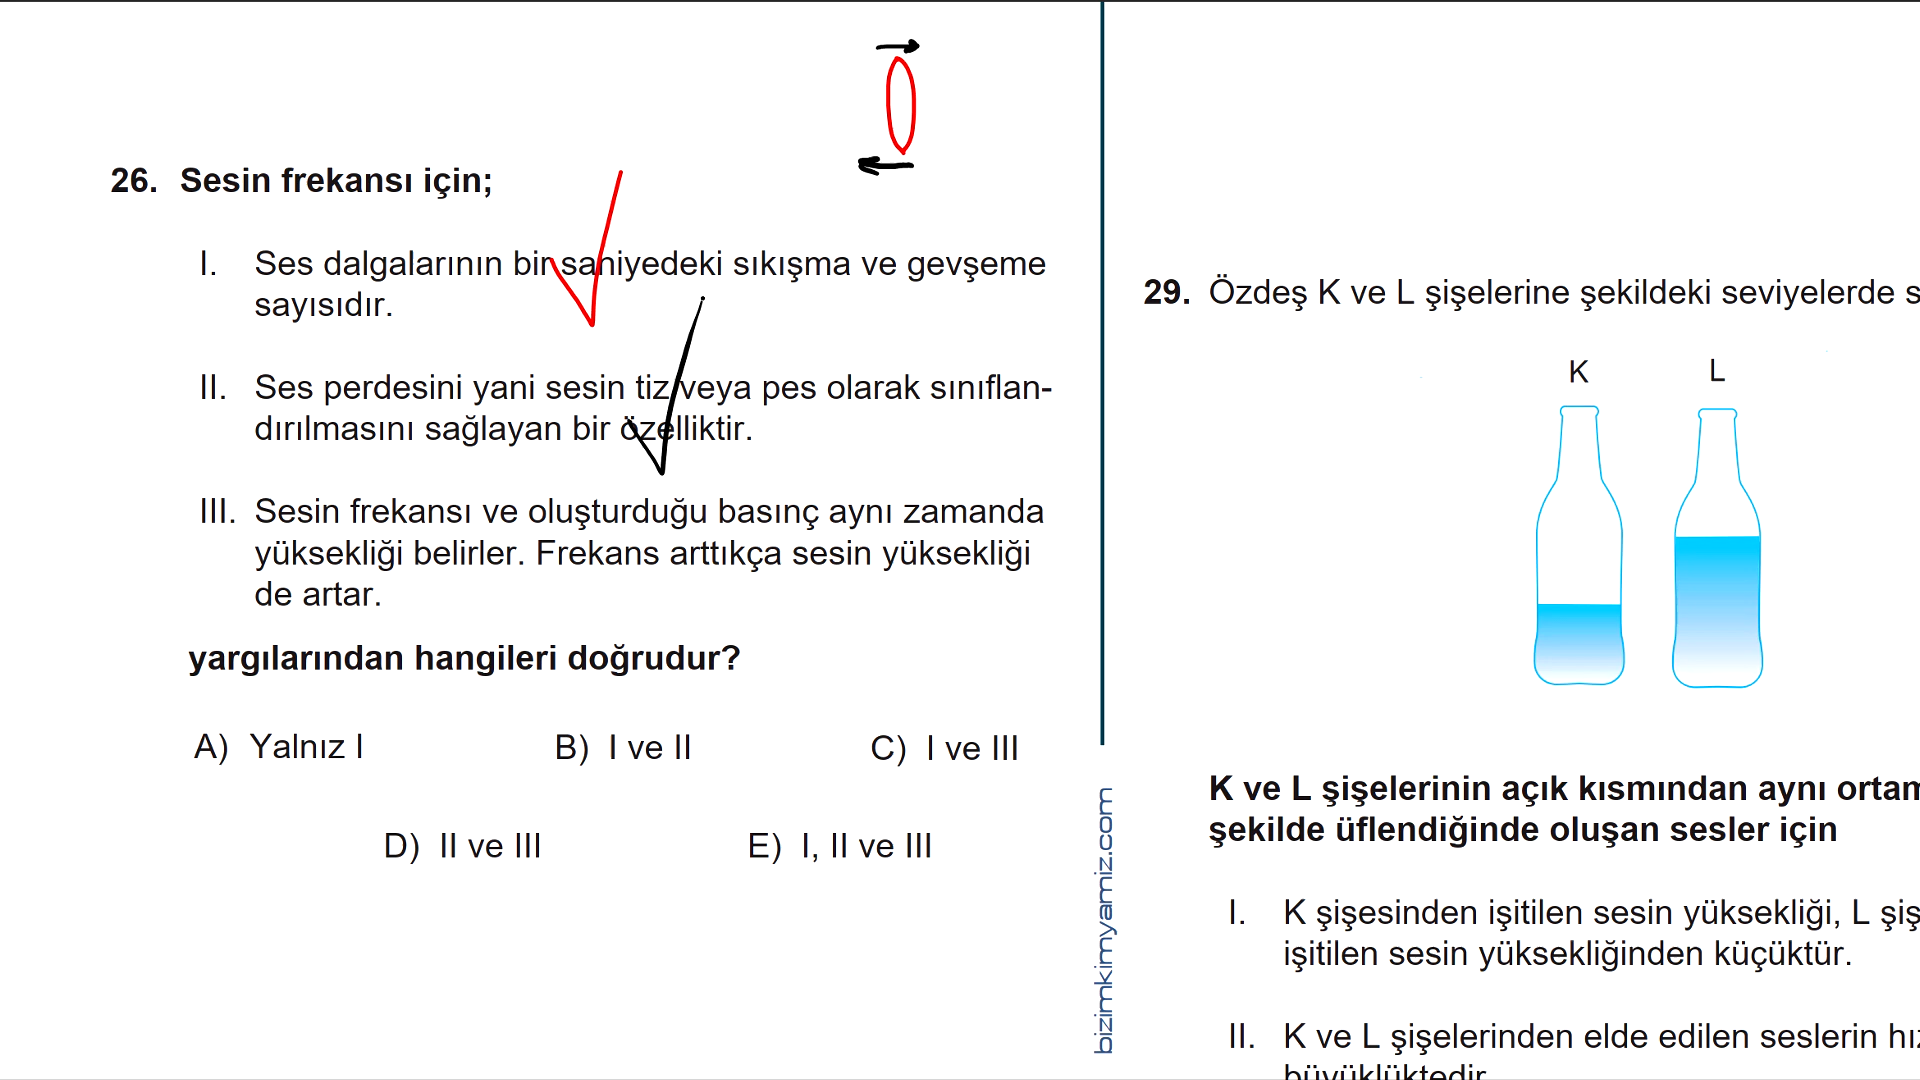 26. Sesin frekansı için;
I. Ses dalgalarının bir saniyedeki sıkışma ve gevşeme
sayısıdır.
II. Ses perdesini yani sesin tiz veya pes olarak sınıflan-
dırılmasını sağlayan bir özelliktir.
III. Sesin frekansı ve oluşturduğu basınç aynı zamanda
yüksekliği belirler. Frekans arttıkça sesin yüksekliği
de artar.
yargılarından hangileri doğrudur?
A) Yalnız I B) I ve II C) I ve III
D) II ve III E) I, II ve III
bizimkimyamiz.com
29. Özdeş K ve L şişelerine şekildeki seviyelerde s
K L
K ve L şişelerinin açık kısmından aynı ortam
şekilde üflendiğinde oluşan sesler için
I. K şişesinden işitilen sesin yüksekliği, L şiş
işitilen sesin yüksekliğinden küçüktür.
II. K ve L şişelerinden elde edilen seslerin hız
büyüklüktedir